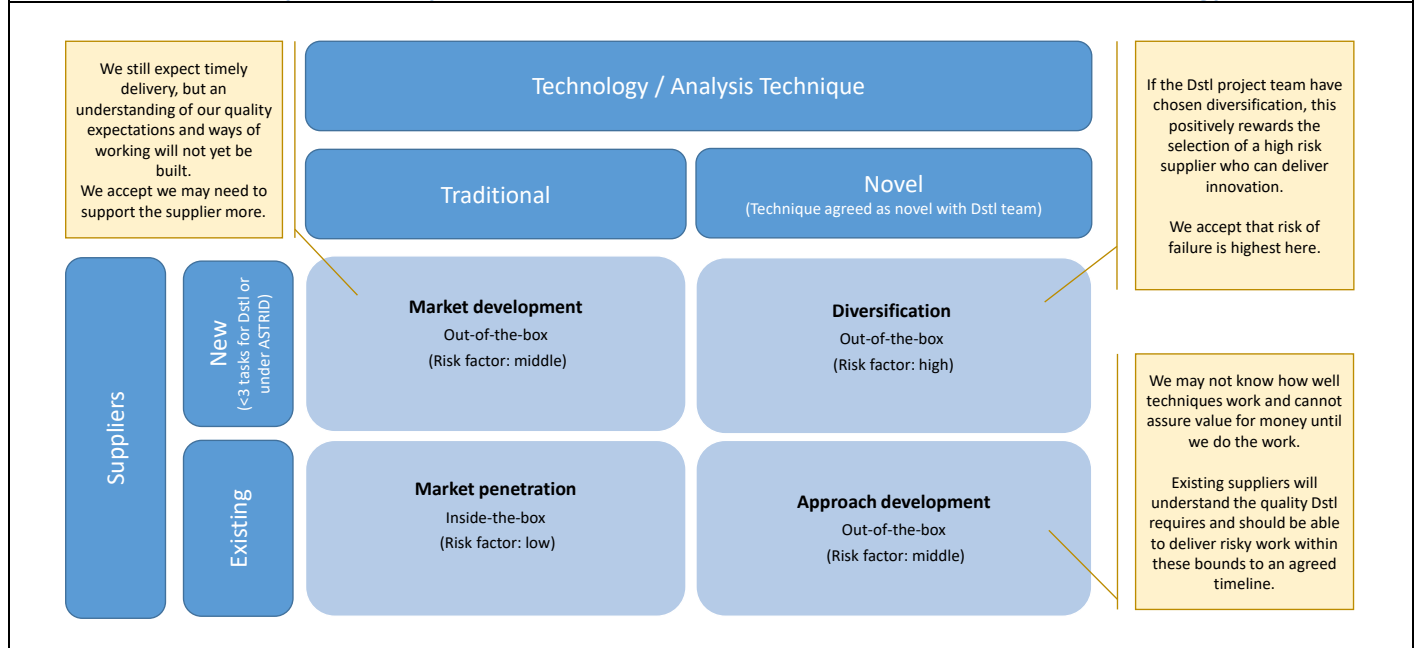 We still expect timely
delivery, but an
understanding of our quality
expectations and ways of
working will not yet be
built.
We accept we may need to
support the supplier more.
Technology / Analysis Technique
If the Dstl project team have
chosen diversification, this
positively rewards the
selection of a high risk
supplier who can deliver
innovation.
We accept that risk of
failure is highest here.
Traditional
Novel
(Technique agreed as novel with Dstl team)
Suppliers
New
(<3 tasks for Dstl or
under ASTRID)
Market development
Out-of-the-box
(Risk factor: middle)
Diversification
Out-of-the-box
(Risk factor: high)
Existing
Market penetration
Inside-the-box
(Risk factor: low)
Approach development
Out-of-the-box
(Risk factor: middle)
We may not know how well
techniques work and cannot
assure value for money until
we do the work.
Existing suppliers will
understand the quality Dstl
requires and should be able
to deliver risky work within
these bounds to an agreed
timeline.